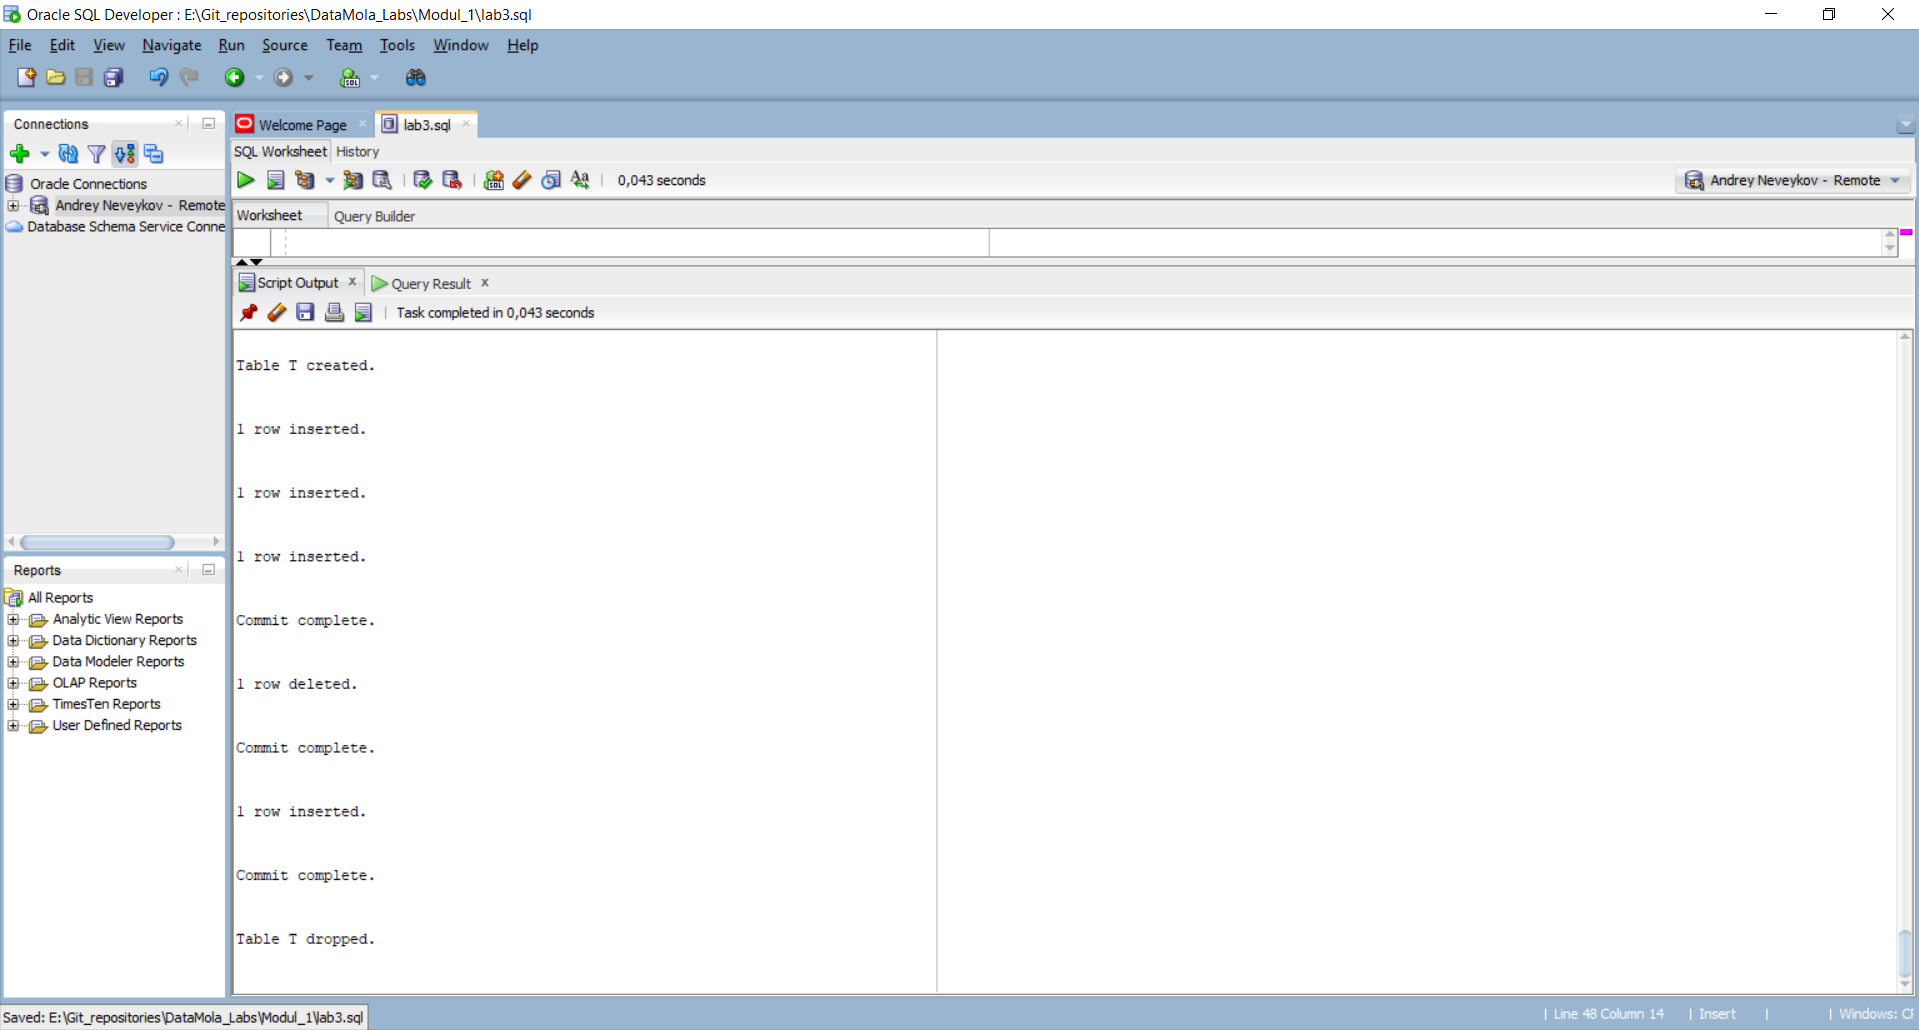 Oracle SQL Developer : E:\Git_repositories\DataMola_Labs\Modul_1\lab3.sql
File Edit View Navigate Run Source Team Tools Window Help
Connections
Oracle Connections
Andrey Neveykov - Remote
Database Schema Service Conne
Reports
All Reports
Analytic View Reports
Data Dictionary Reports
Data Modeler Reports
OLAP Reports
TimesTen Reports
User Defined Reports
Welcome Page lab3.sql
SQL Worksheet History
0,043 seconds
Andrey Neveykov - Remote
Worksheet Query Builder
Script Output Query Result
Task completed in 0,043 seconds
Table T created.
1 row inserted.
1 row inserted.
1 row inserted.
Commit complete.
1 row deleted.
Commit complete.
1 row inserted.
Commit complete.
Table T dropped.
Saved: E:\Git_repositories\DataMola_Labs\Modul_1\lab3.sql
| Line 48 Column 14 | Insert | | Windows: CF